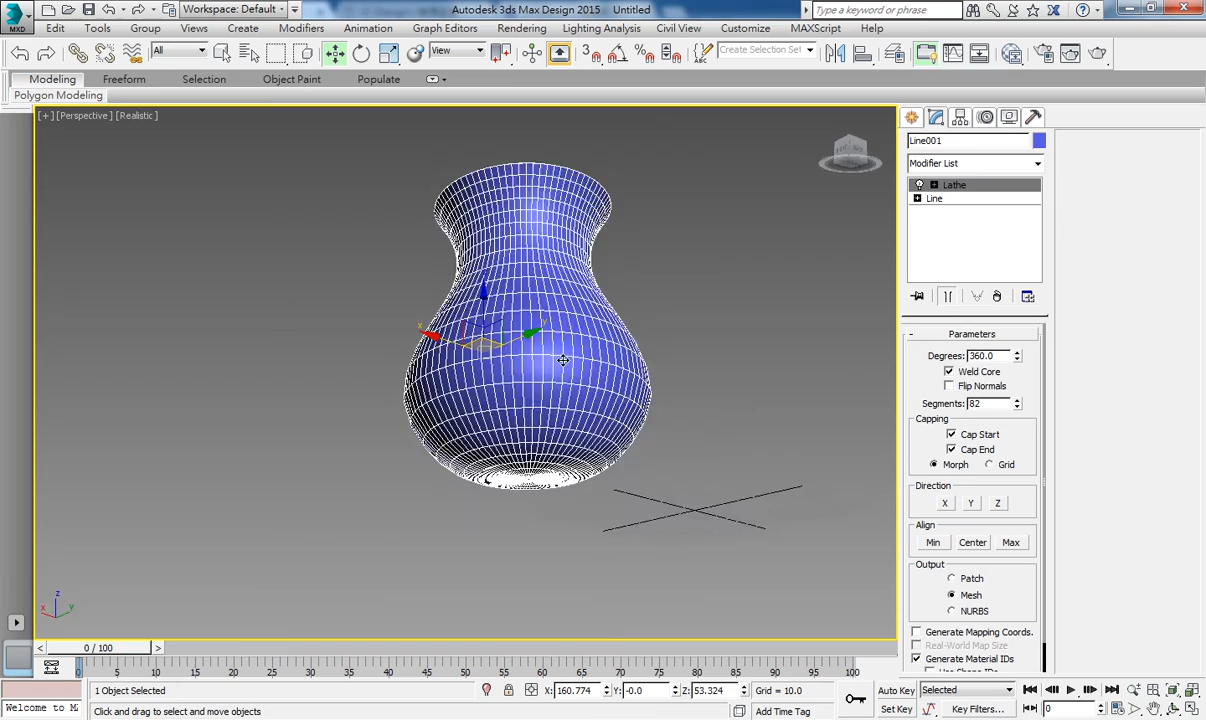 Workspace: Default
Autodesk 3ds Max Design 2015 Untitled
Type a keyword or phrase
MXD
Edit Tools Group Views Create Modifiers Animation Graph Editors Rendering Lighting Analysis Civil View Customize MAXScript Help
All View 3 % Create Selection Se
Modeling Freeform Selection Object Paint Populate
Polygon Modeling
[+] [Perspective] [Realistic]
Line001
Modifier List
Lathe
Line
x y
Parameters
Degrees: 360.0
Weld Core
Flip Normals
Segments: 82
Capping
Cap Start
Cap End
Morph Grid
Direction
X Y Z
Align
Min Center Max
Output
Patch
Mesh
NURBS
Generate Mapping Coords.
Real-World Map Size
Generate Material IDs
z
x y
< 0 / 100 >
0 5 10 15 20 25 30 35 40 45 50 55 60 65 70 75 80 85 90 95 100
1 Object Selected X: 160.774 Y: -0.0 Z: 53.324 Grid = 10.0 Auto Key Selected
Welcome to Click and drag to select and move objects Add Time Tag Set Key Key Filters... 0